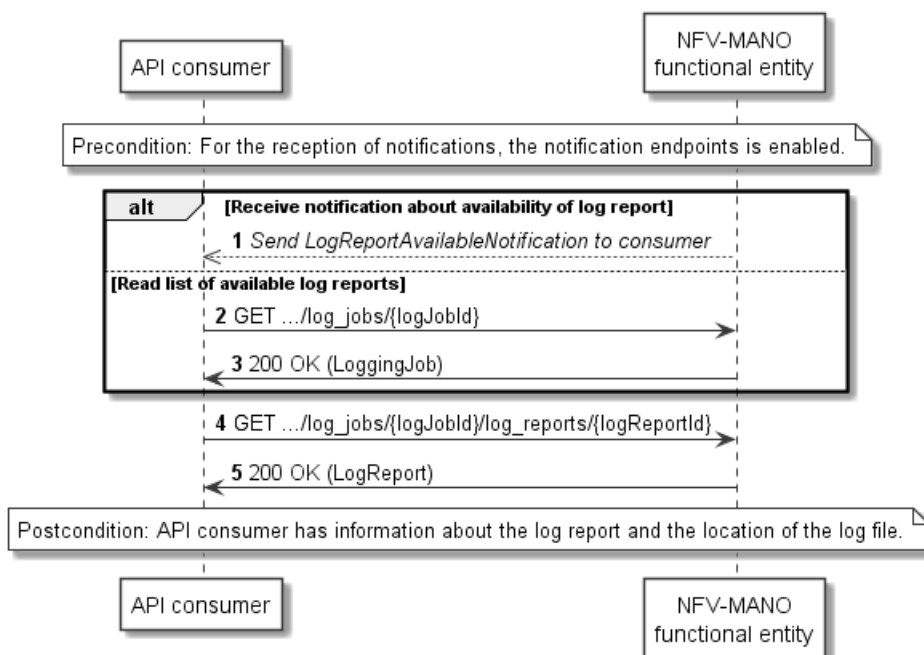 API consumer
NFV-MANO
functional entity
Precondition: For the reception of notifications, the notification endpoints is enabled.
alt
[Receive notification about availability of log report]
1 Send LogReportAvailableNotification to consumer
[Read list of available log reports]
2 GET .../log_jobs/{logJobId}
3 200 OK (LoggingJob)
4 GET .../log_jobs/{logJobId}/log_reports/{logReportId}
5 200 OK (LogReport)
Postcondition: API consumer has information about the log report and the location of the log file.
API consumer
NFV-MANO
functional entity